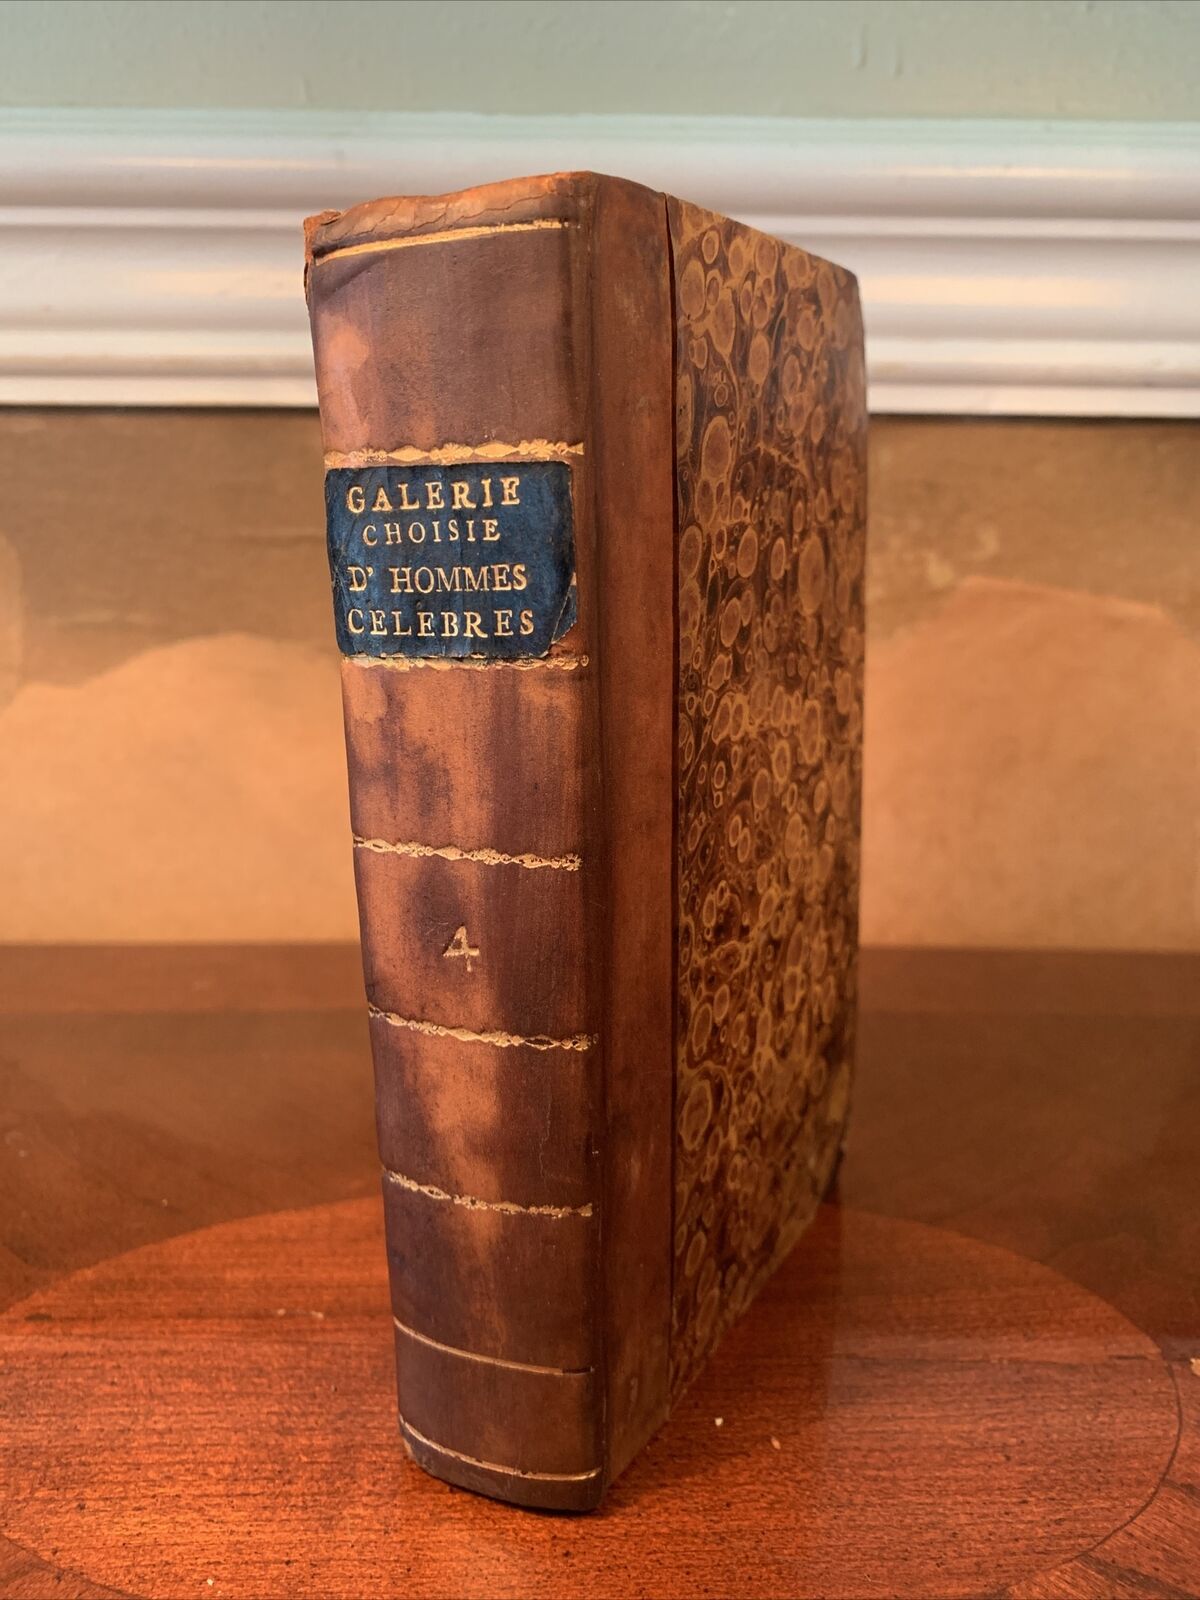 GALERIE
CHOISIE
D' HOMMES
CELEBRES
4